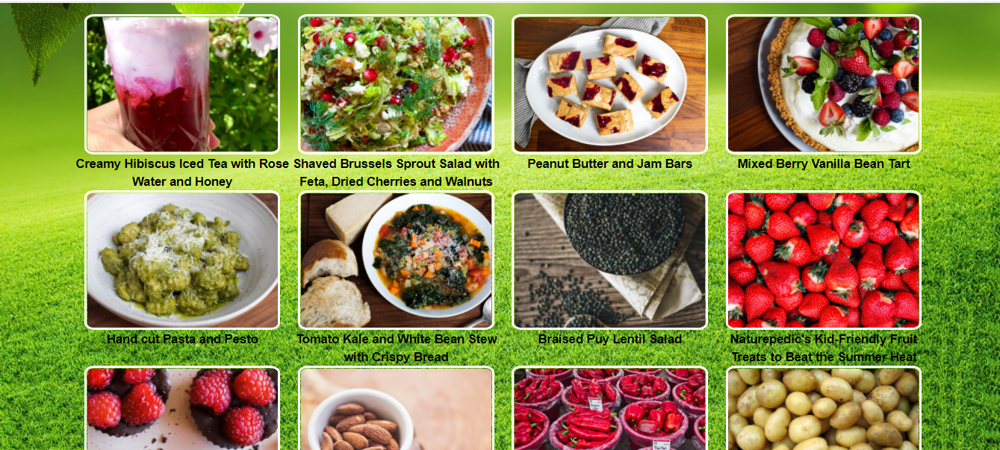 Creamy Hibiscus Iced Tea with Rose
Water and Honey
Shaved Brussels Sprout Salad with
Feta, Dried Cherries and Walnuts
Peanut Butter and Jam Bars
Mixed Berry Vanilla Bean Tart
Hand cut Pasta and Pesto
Tomato Kale and White Bean Stew
with Crispy Bread
Braised Puy Lentil Salad
Naturepedic's Kid-Friendly Fruit
Treats to Beat the Summer Heat